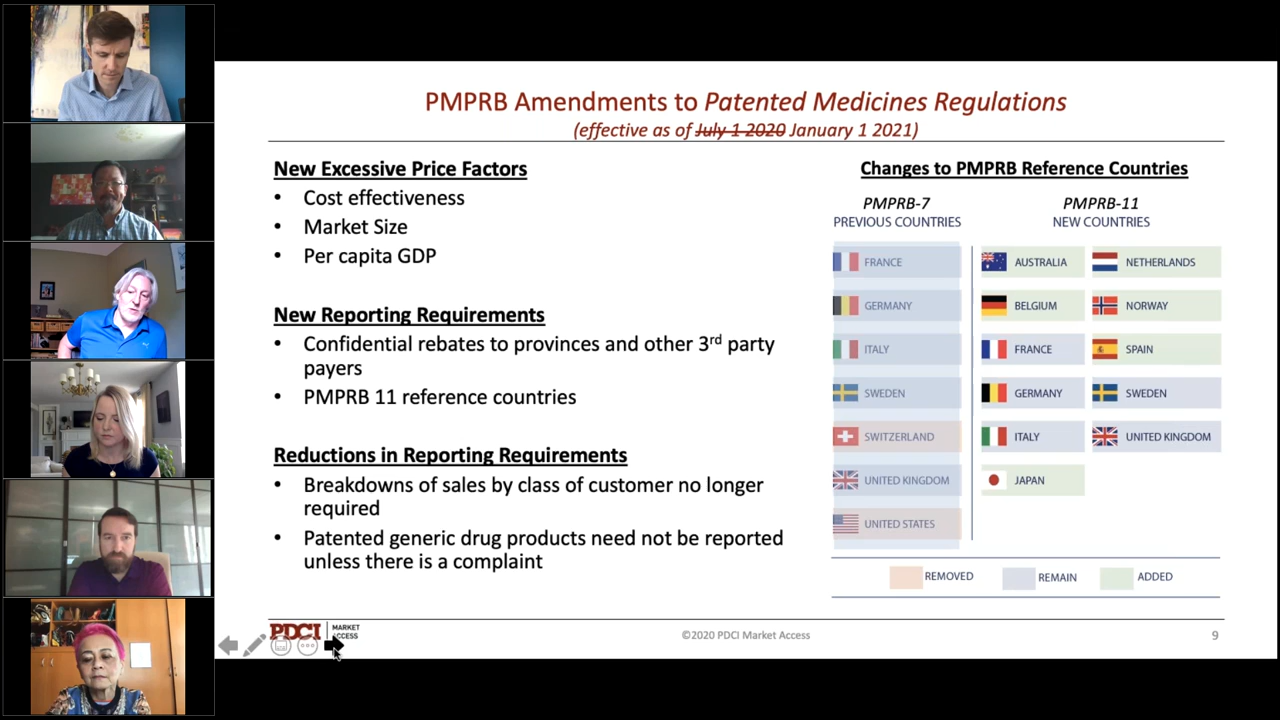 PMPRB Amendments to Patented Medicines Regulations
(effective as of July 1 2020 January 1 2021)
New Excessive Price Factors
• Cost effectiveness
• Market Size
• Per capita GDP
New Reporting Requirements
• Confidential rebates to provinces and other 3rd party
payers
• PMPRB 11 reference countries
Reductions in Reporting Requirements
• Breakdowns of sales by class of customer no longer
required
• Patented generic drug products need not be reported
unless there is a complaint
Changes to PMPRB Reference Countries
PMPRB-7
PREVIOUS COUNTRIES
FRANCE
GERMANY
ITALY
SWEDEN
SWITZERLAND
UNITED KINGDOM
UNITED STATES
PMPRB-11
NEW COUNTRIES
AUSTRALIA
BELGIUM
FRANCE
GERMANY
ITALY
JAPAN
NETHERLANDS
NORWAY
SPAIN
SWEDEN
UNITED KINGDOM
REMOVED
REMAIN
ADDED
PDCI
MARKET
ACCESS
©2020 PDCI Market Access
9